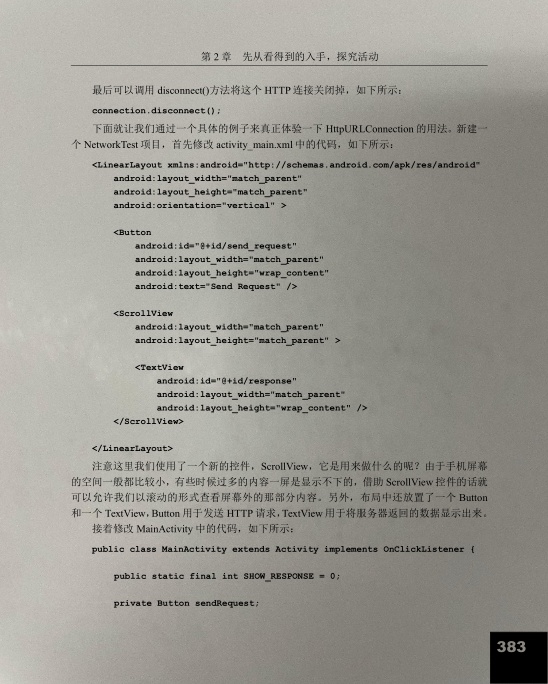 第 2 章 先从看得到的入手，探究活动
最后可以调用 disconnect()方法将这个 HTTP 连接关闭掉，如下所示：
connection.disconnect();
下面就让我们通过一个具体的例子来真正体验一下 HttpURLConnection 的用法。新建一
个 NetworkTest 项目，首先修改 activity_main.xml 中的代码，如下所示：
<LinearLayout xmlns:android="http://schemas.android.com/apk/res/android"
android:layout_width="match_parent"
android:layout_height="match_parent"
android:orientation="vertical" >
<Button
android:id="@+id/send_request"
android:layout_width="match_parent"
android:layout_height="wrap_content"
android:text="Send Request" />
<ScrollView
android:layout_width="match_parent"
android:layout_height="match_parent" >
<TextView
android:id="@+id/response"
android:layout_width="match_parent"
android:layout_height="wrap_content" />
</ScrollView>
</LinearLayout>
注意这里我们使用了一个新的控件，ScrollView，它是用来做什么的呢？由于手机屏幕
的空间一般都比较小，有些时候过多的内容一屏是显示不下的，借助 ScrollView 控件的话就
可以允许我们以滚动的形式查看屏幕外的那部分内容。另外，布局中还放置了一个 Button
和一个 TextView，Button 用于发送 HTTP 请求，TextView 用于将服务器返回的数据显示出来。
接着修改 MainActivity 中的代码，如下所示：
public class MainActivity extends Activity implements OnClickListener {
public static final int SHOW_RESPONSE = 0;
private Button sendRequest;
383